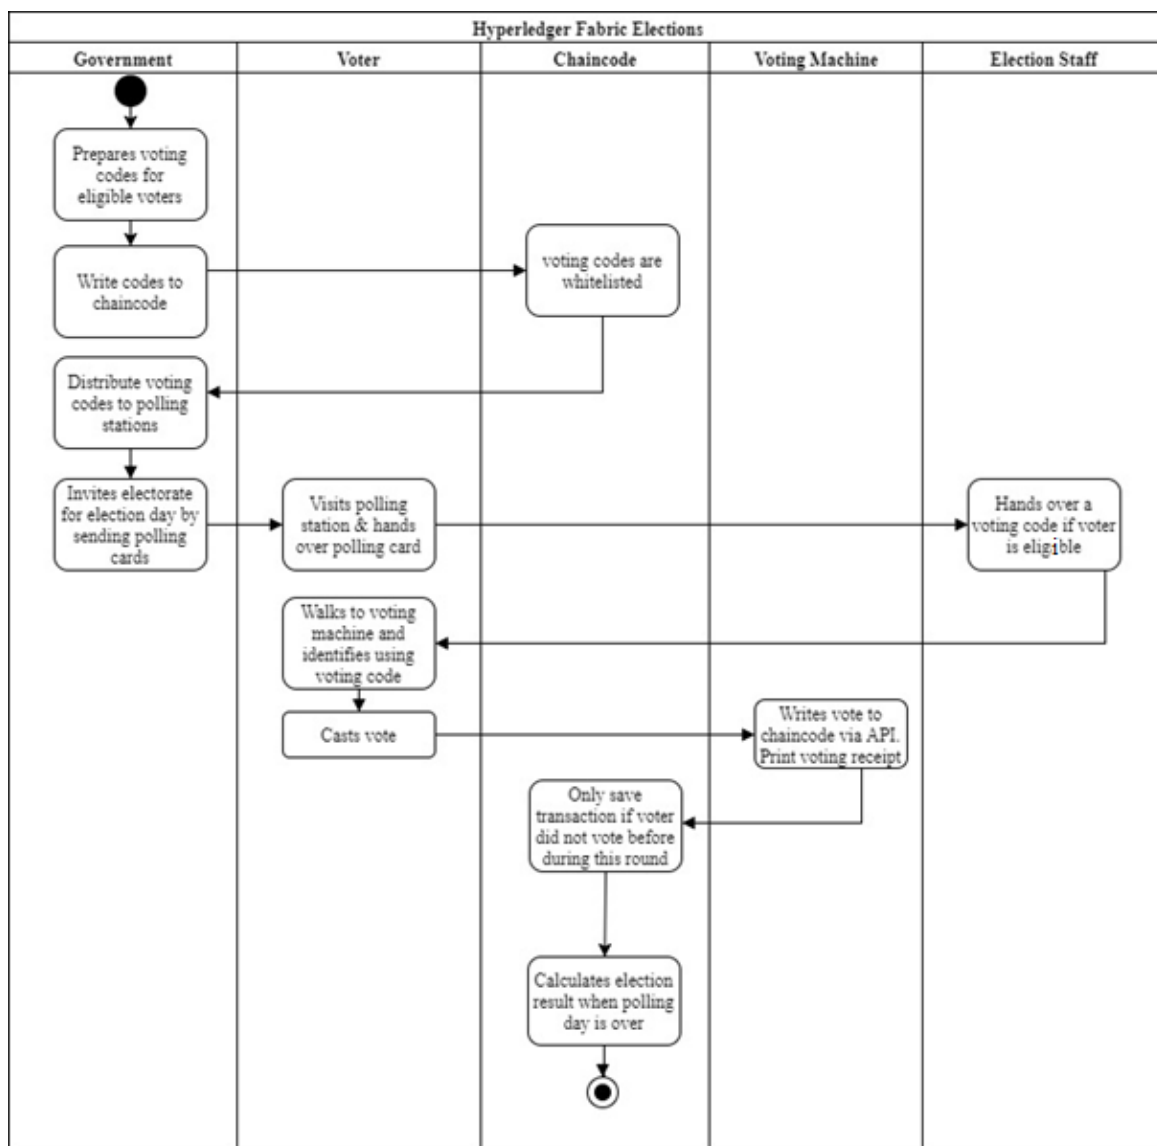 Hyperledger Fabric Elections
Government
Voter
Chaincode
Voting Machine
Election Staff
Prepares voting
codes for
eligible voters
Write codes to
chaincode
voting codes are
whitelisted
Distribute voting
codes to polling
stations
Invites electorate
for election day by
sending polling
cards
Visits polling
station & hands
over polling card
Hands over a
voting code if voter
is eligible
Walks to voting
machine and
identifies using
voting code
Casts vote
Writes vote to
chaincode via API.
Print voting receipt
Only save
transaction if voter
did not vote before
during this round
Calculates election
result when polling
day is over